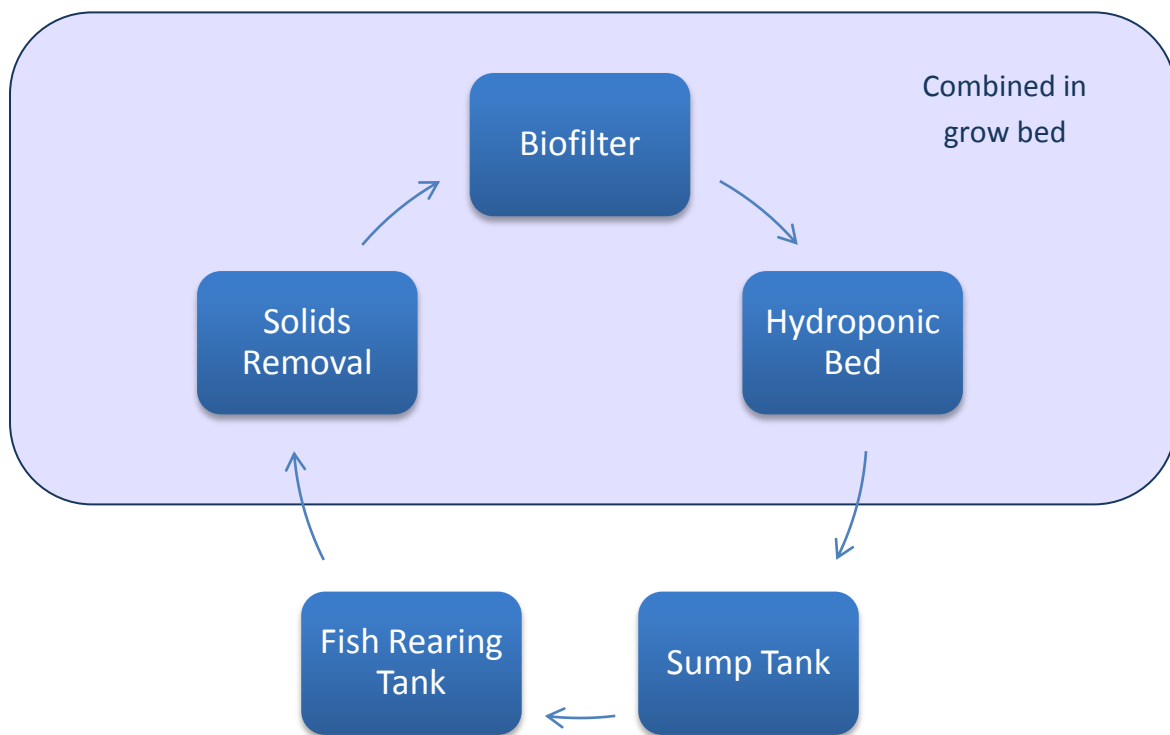 Combined in
grow bed
Biofilter
Solids
Removal
Hydroponic
Bed
Fish Rearing
Tank
Sump Tank